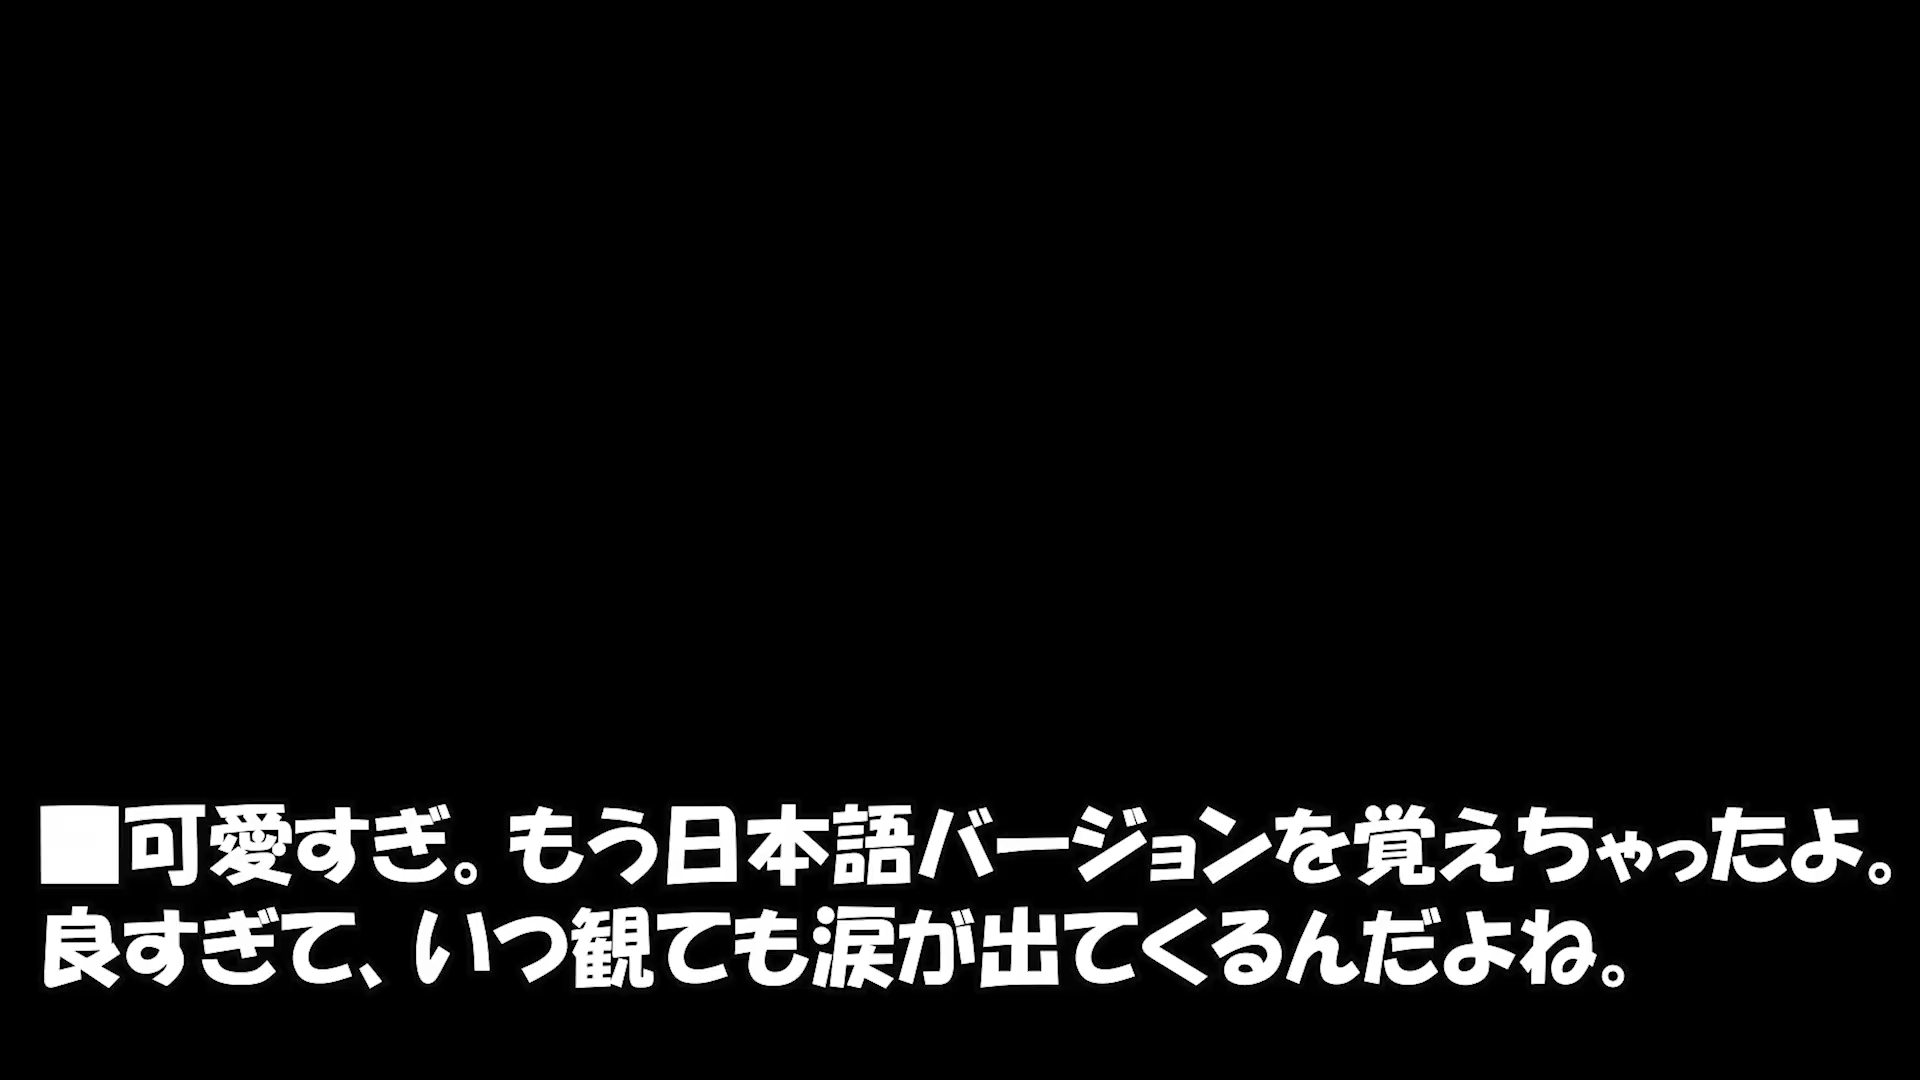 ■可愛すぎ。もう日本語バージョンを覚えちゃったよ。
良すぎて、いつ観ても涙が出てくるんだよね。